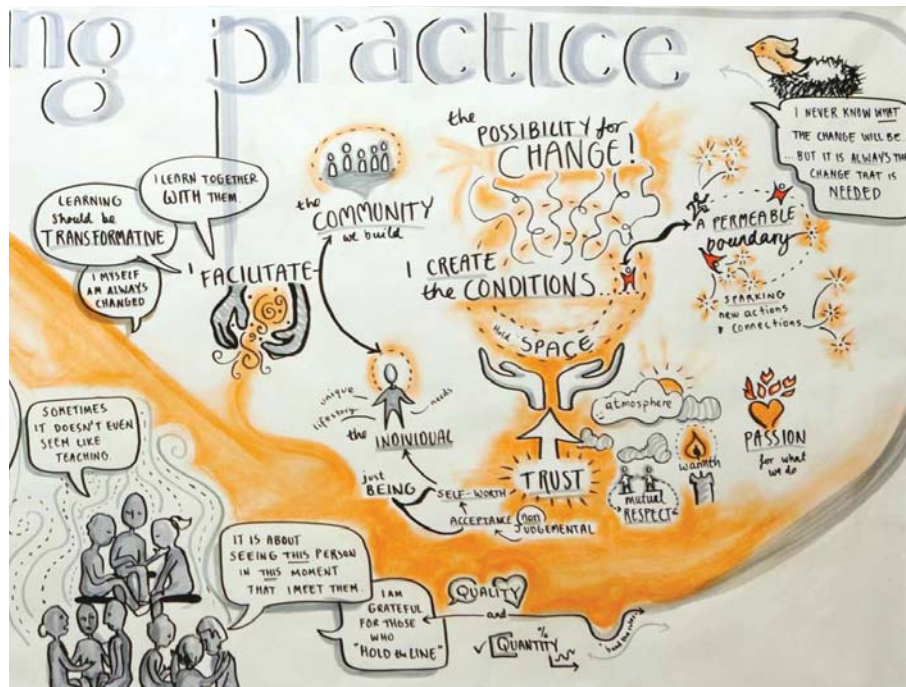 ng practice
I NEVER KNOW WHAT
THE CHANGE WILL BE...
... BUT IT IS ALWAYS THE
CHANGE THAT IS
NEEDED
the
POSSIBILITY for
CHANGE!
I LEARN TOGETHER
WITH THEM.
LEARNING
should be
TRANSFORMATIVE
I MYSELF
AM ALWAYS
CHANGED
I FACILITATE
the
COMMUNITY
we build
I CREATE
the CONDITIONS...
Hold SPACE
A PERMEABLE
boundary
SPARKING
new actions
& connections
unique
lifestory
needs
the INDIVIDUAL
just
BEING
SELF-WORTH
ACCEPTANCE
non
JUDGEMENTAL
TRUST
atmosphere
warmth
mutual
RESPECT
PASSION
for what
we do
SOMETIMES
IT DOESN'T EVEN
SEEM LIKE
TEACHING
IT IS ABOUT
SEEING THIS PERSON
IN THIS MOMENT
THAT I MEET THEM.
I AM
GRATEFUL
FOR THOSE
WHO
"HOLD the LINE"
QUALITY
and
QUANTITY
%